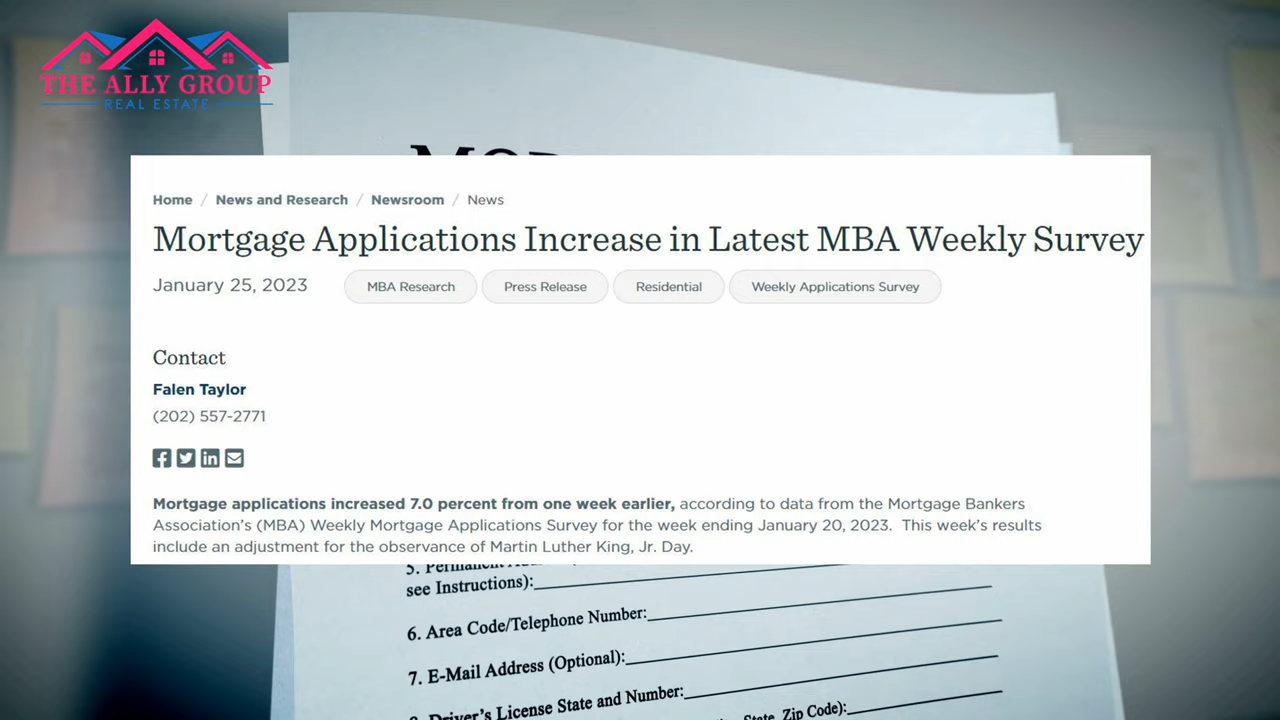 THE ALLY GROUP
REAL ESTATE
Home / News and Research / Newsroom / News
Mortgage Applications Increase in Latest MBA Weekly Survey
January 25, 2023
MBA Research
Press Release
Residential
Weekly Applications Survey
Contact
Falen Taylor
(202) 557-2771
Mortgage applications increased 7.0 percent from one week earlier, according to data from the Mortgage Bankers
Association's (MBA) Weekly Mortgage Applications Survey for the week ending January 20, 2023. This week's results
include an adjustment for the observance of Martin Luther King, Jr. Day.
5. Permanent
see Instructions):
6. Area Code/Telephone Number:
7. E-Mail Address (Optional):
8. Driver's License State and Number:
State, Zip Code):